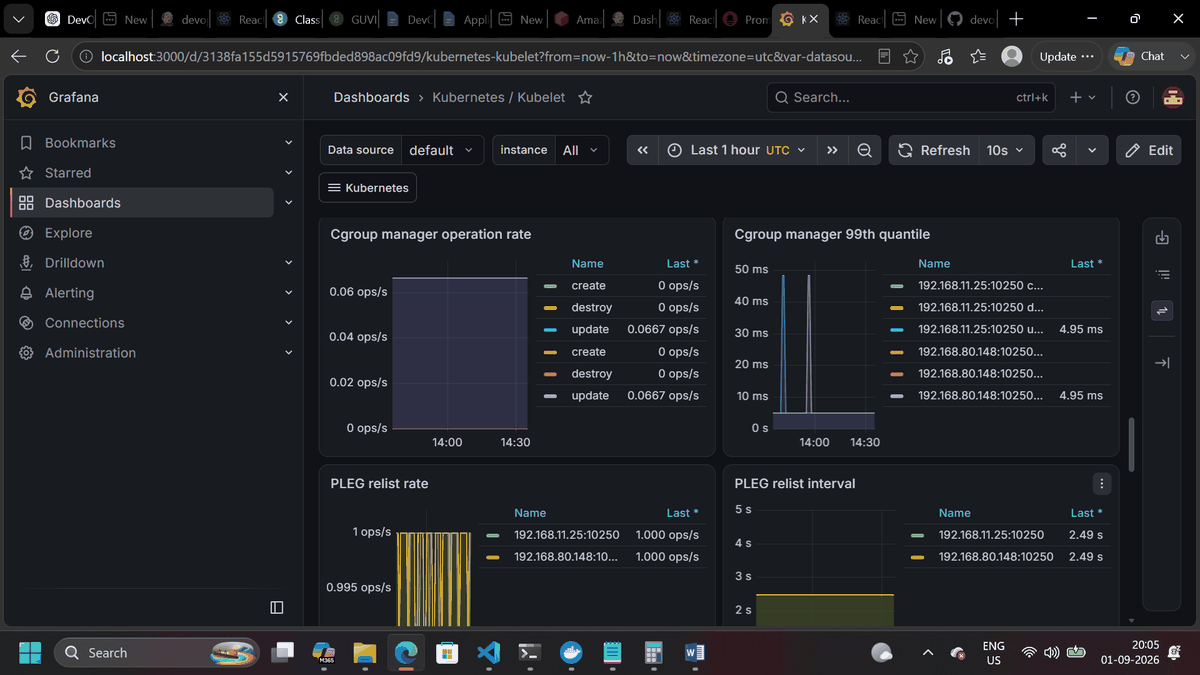 DevO
New
devo
Reac
Class
GUVI
DevO
Appl
New
Ama
Dash
Reac
Pron
K
Reac
New
devo
localhost:3000/d/3138fa155d5915769fbded898ac09fd9/kubernetes-kubelet?from=now-1h&to=now&timezone=utc&var-datasou...
Update
Chat
Grafana
Dashboards › Kubernetes / Kubelet
Search...
ctrl+k
Bookmarks
Starred
Dashboards
Explore
Drilldown
Alerting
Connections
Administration
Data source default
instance All
Last 1 hour UTC
Refresh 10s
Edit
Kubernetes
Cgroup manager operation rate
0.06 ops/s
0.04 ops/s
0.02 ops/s
0 ops/s
14:00 14:30
Name Last *
create 0 ops/s
destroy 0 ops/s
update 0.0667 ops/s
create 0 ops/s
destroy 0 ops/s
update 0.0667 ops/s
Cgroup manager 99th quantile
50 ms
40 ms
30 ms
20 ms
10 ms
0 s
14:00 14:30
Name Last *
192.168.11.25:10250 c...
192.168.11.25:10250 d...
192.168.11.25:10250 u... 4.95 ms
192.168.80.148:10250...
192.168.80.148:10250...
192.168.80.148:10250... 4.95 ms
PLEG relist rate
1 ops/s
0.995 ops/s
Name Last *
192.168.11.25:10250 1.000 ops/s
192.168.80.148:10... 1.000 ops/s
PLEG relist interval
5 s
4 s
3 s
2 s
Name Last *
192.168.11.25:10250 2.49 s
192.168.80.148:10250 2.49 s
Search
M365
ENG
US
20:05
01-09-2026